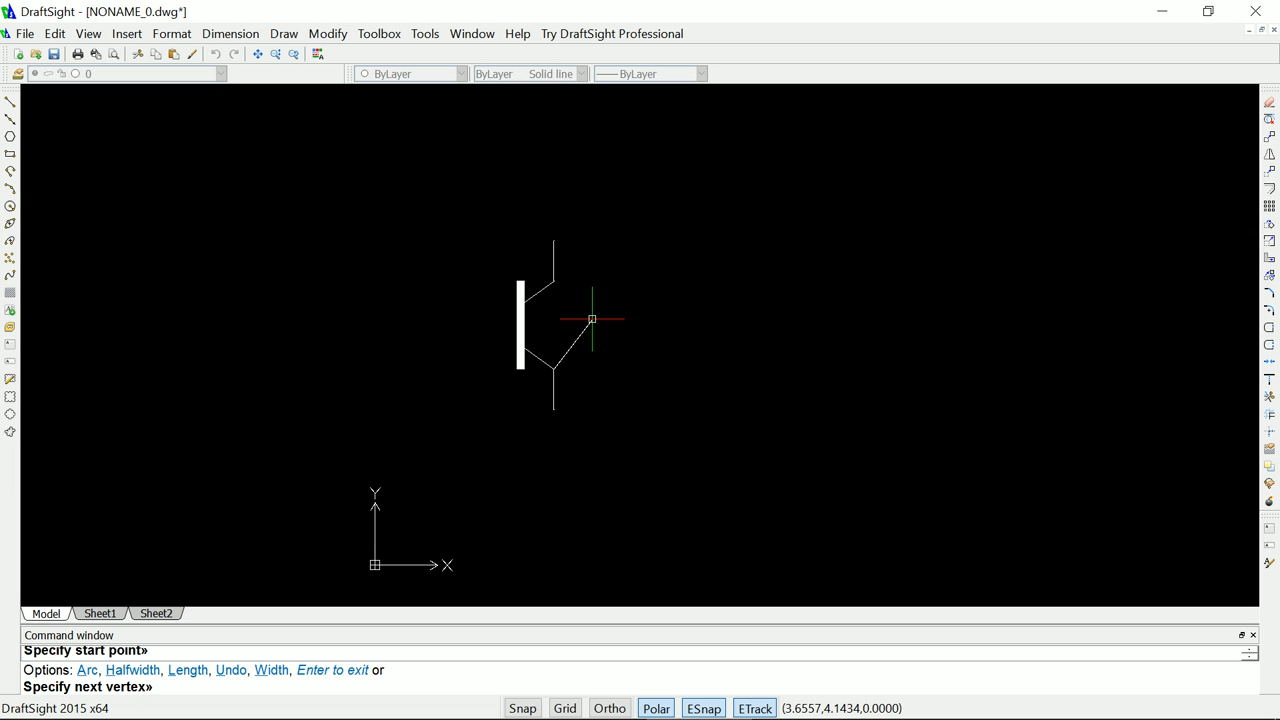 DraftSight - [NONAME_0.dwg*]
File Edit View Insert Format Dimension Draw Modify Toolbox Tools Window Help Try DraftSight Professional
0 ByLayer ByLayer Solid line ByLayer
Y
X
Model Sheet1 Sheet2
Command window
Specify start point»
Options: Arc, Halfwidth, Length, Undo, Width, Enter to exit or
Specify next vertex»
DraftSight 2015 x64 Snap Grid Ortho Polar ESnap ETrack (3.6557,4.1434,0.0000)